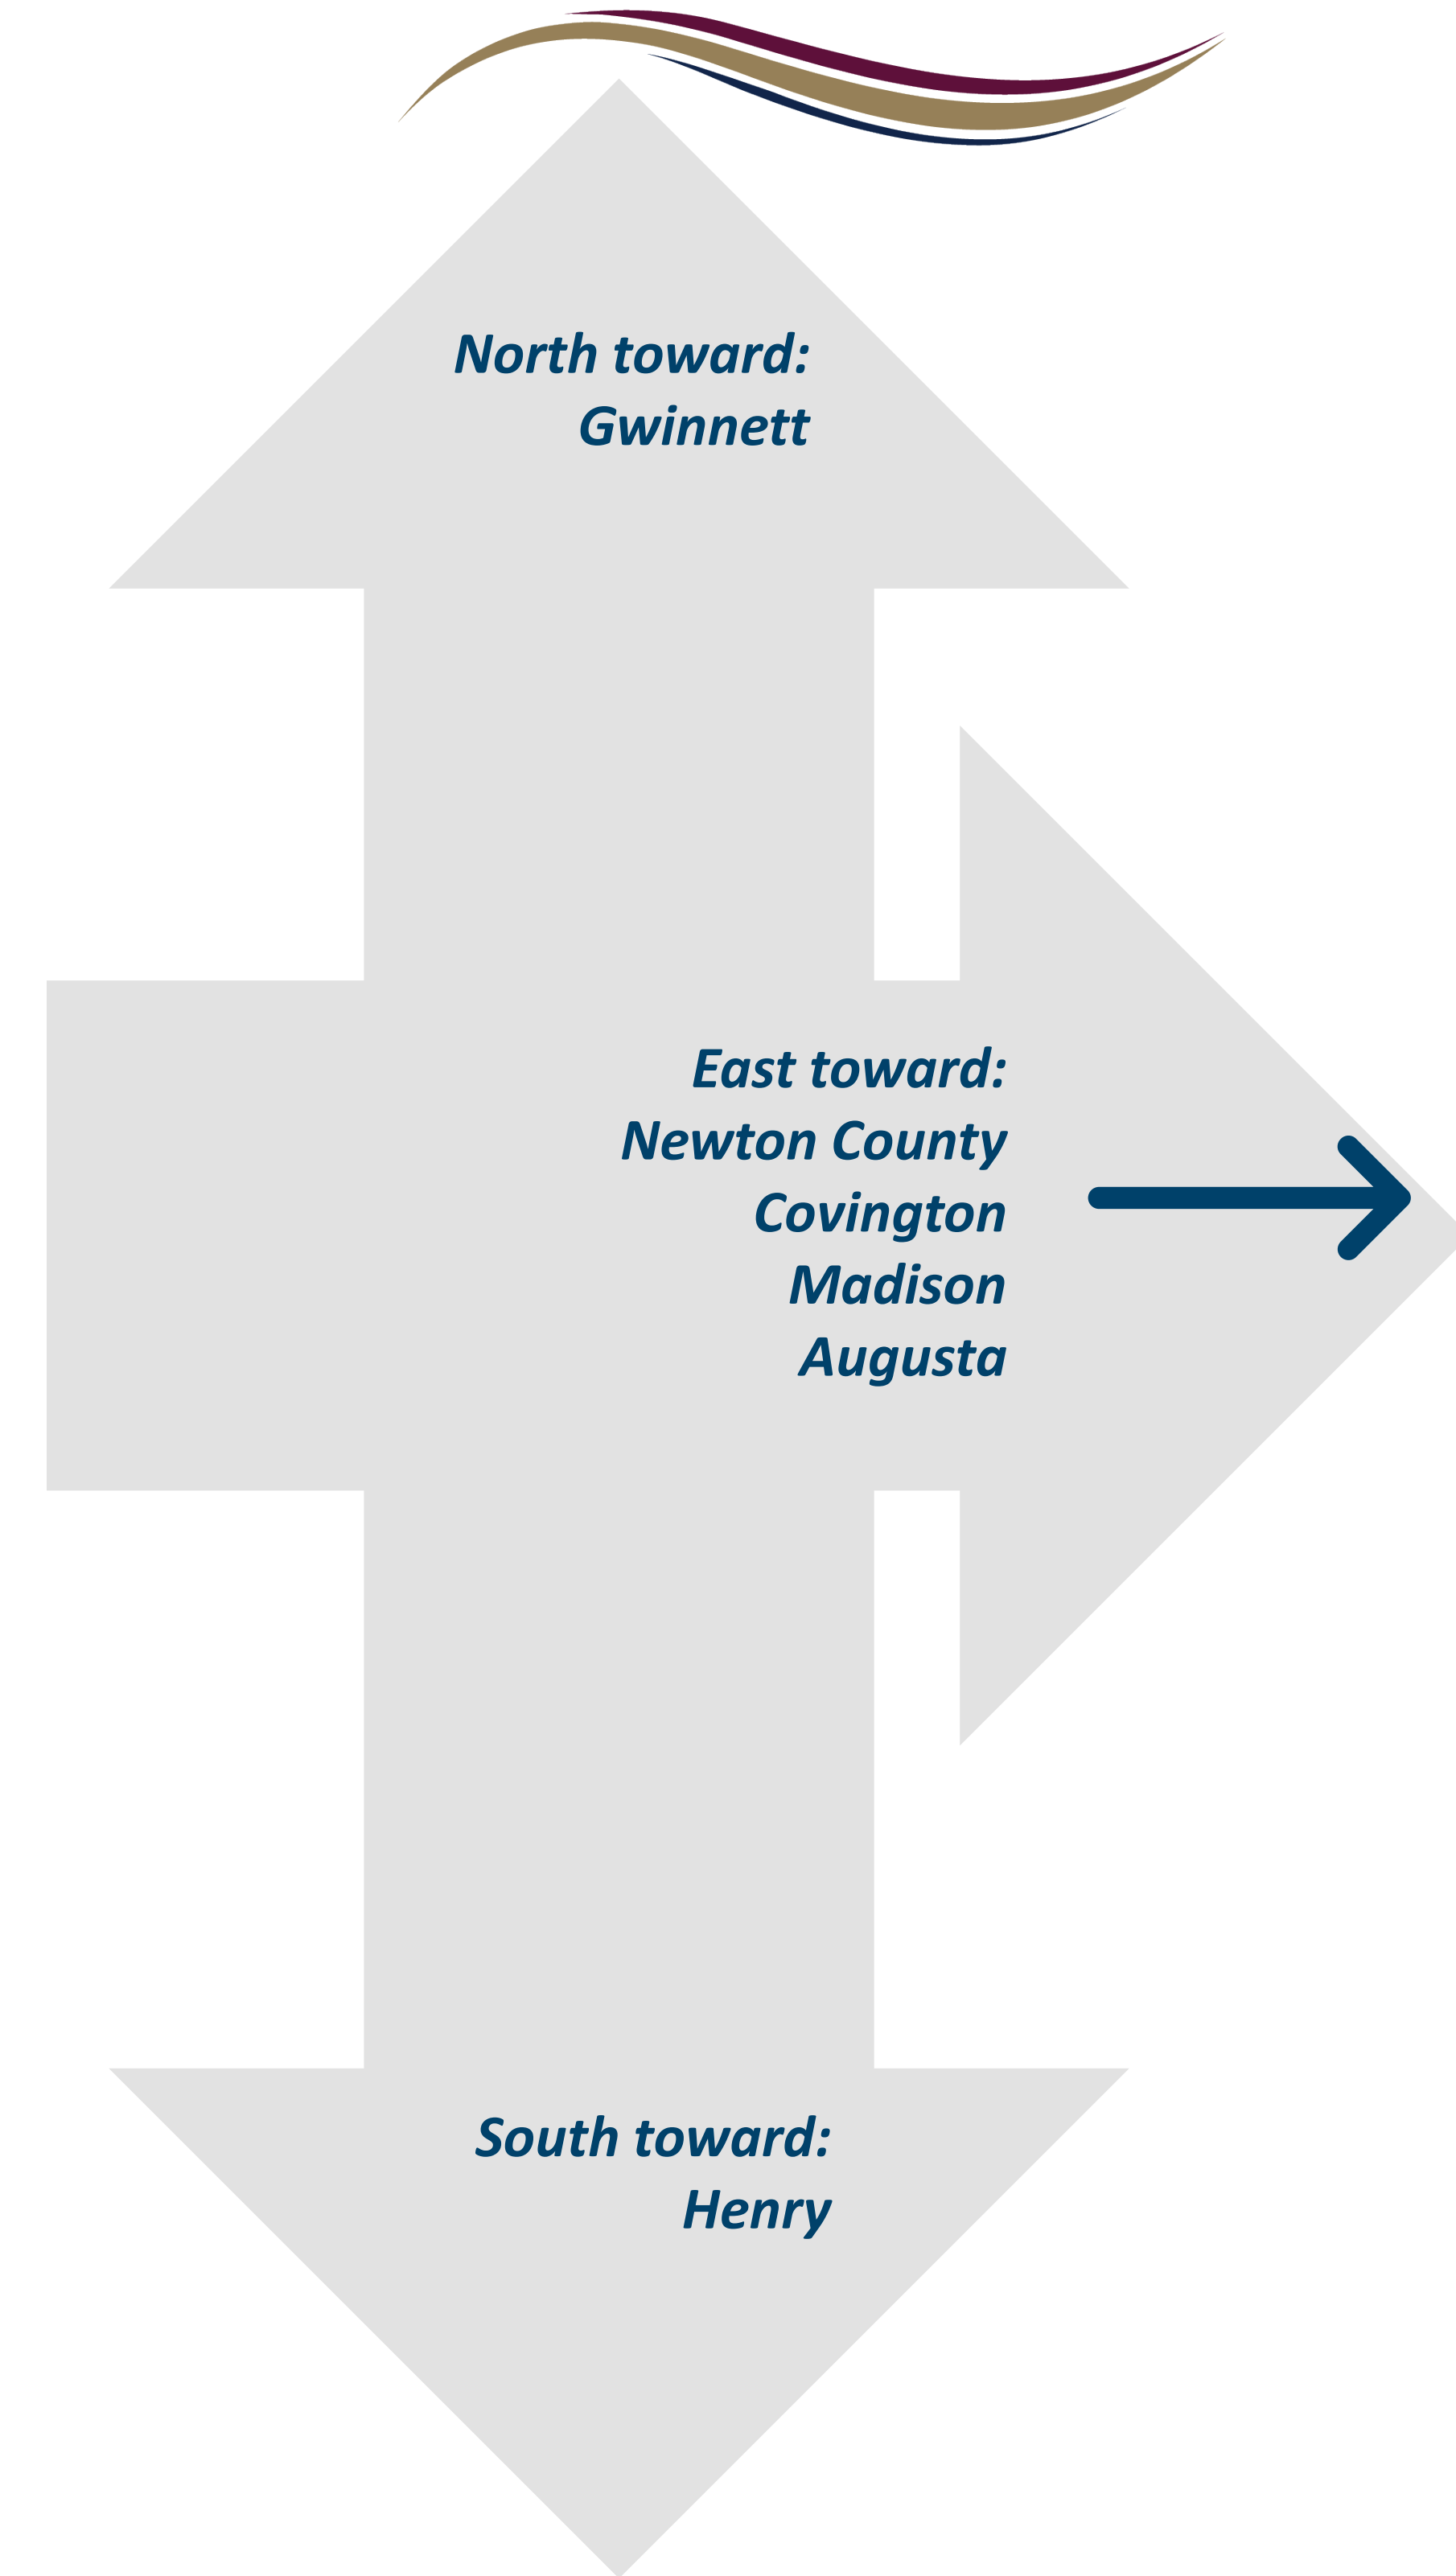 North toward:
Gwinnett
East toward:
Newton County
Covington
Madison
Augusta
South toward:
Henry